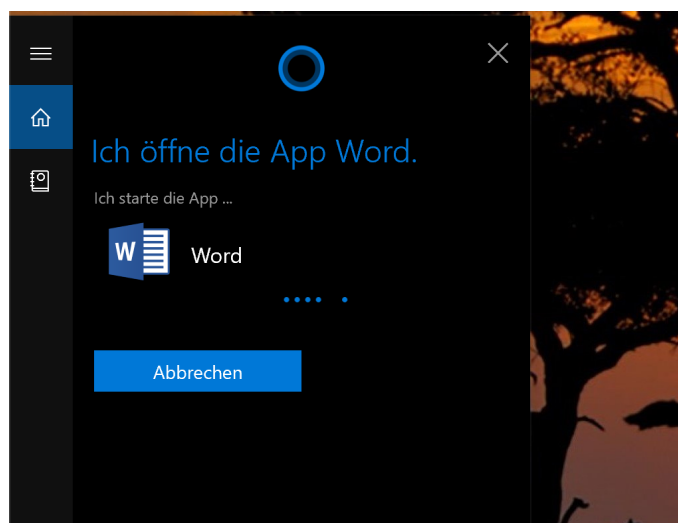 Ich öffne die App Word.
Ich starte die App ...
W
Word
Abbrechen